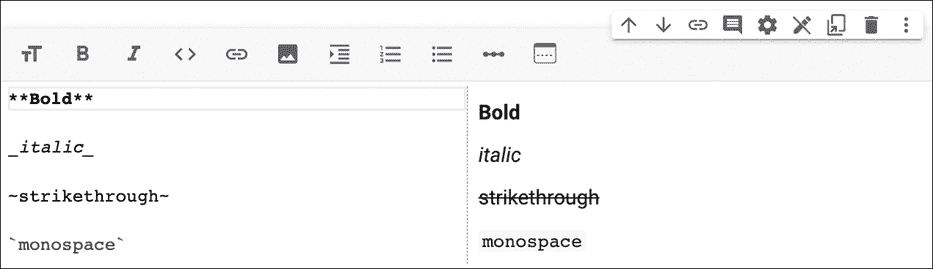 **Bold**
_italic_
~strikethrough~
`monospace`
Bold
italic
strikethrough
monospace